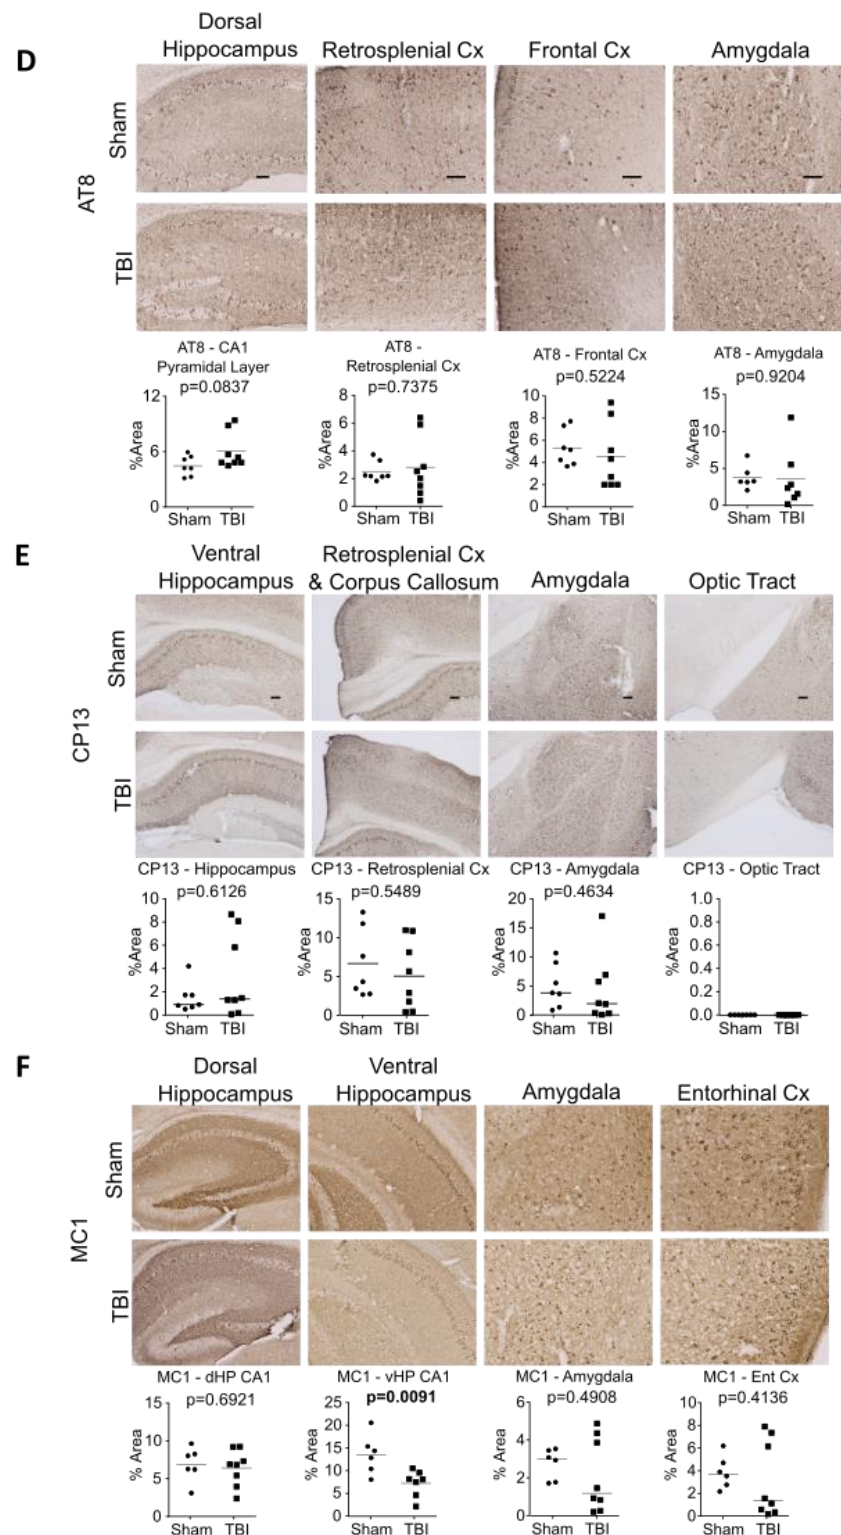 D
Dorsal
Hippocampus Retrosplenial Cx Frontal Cx Amygdala
AT8
Sham
TBI
AT8 - CA1
Pyramidal Layer
p=0.0837
%Area
12
6
0
Sham TBI
AT8 -
Retrosplenial Cx
p=0.7375
%Area
8
6
4
2
0
Sham TBI
AT8 - Frontal Cx
p=0.5224
%Area
10
8
6
4
2
0
Sham TBI
AT8 - Amygdala
p=0.9204
%Area
15
10
5
0
Sham TBI
E
Ventral
Hippocampus
Retrosplenial Cx
& Corpus Callosum
Amygdala Optic Tract
CP13
Sham
TBI
CP13 - Hippocampus
p=0.6126
%Area
10
8
6
4
2
0
Sham TBI
CP13 - Retrosplenial Cx
p=0.5489
%Area
15
10
5
0
Sham TBI
CP13 - Amygdala
p=0.4634
%Area
20
15
10
5
0
Sham TBI
CP13 - Optic Tract
%Area
1.0
0.8
0.6
0.4
0.2
0.0
Sham TBI
F
Dorsal
Hippocampus
Ventral
Hippocampus
Amygdala Entorhinal Cx
MC1
Sham
TBI
MC1 - dHP CA1
p=0.6921
% Area
15
10
5
0
Sham TBI
MC1 - vHP CA1
p=0.0091
% Area
25
20
15
10
5
0
Sham TBI
MC1 - Amygdala
p=0.4908
% Area
6
4
2
0
Sham TBI
MC1 - Ent Cx
p=0.4136
% Area
10
8
6
4
2
0
Sham TBI